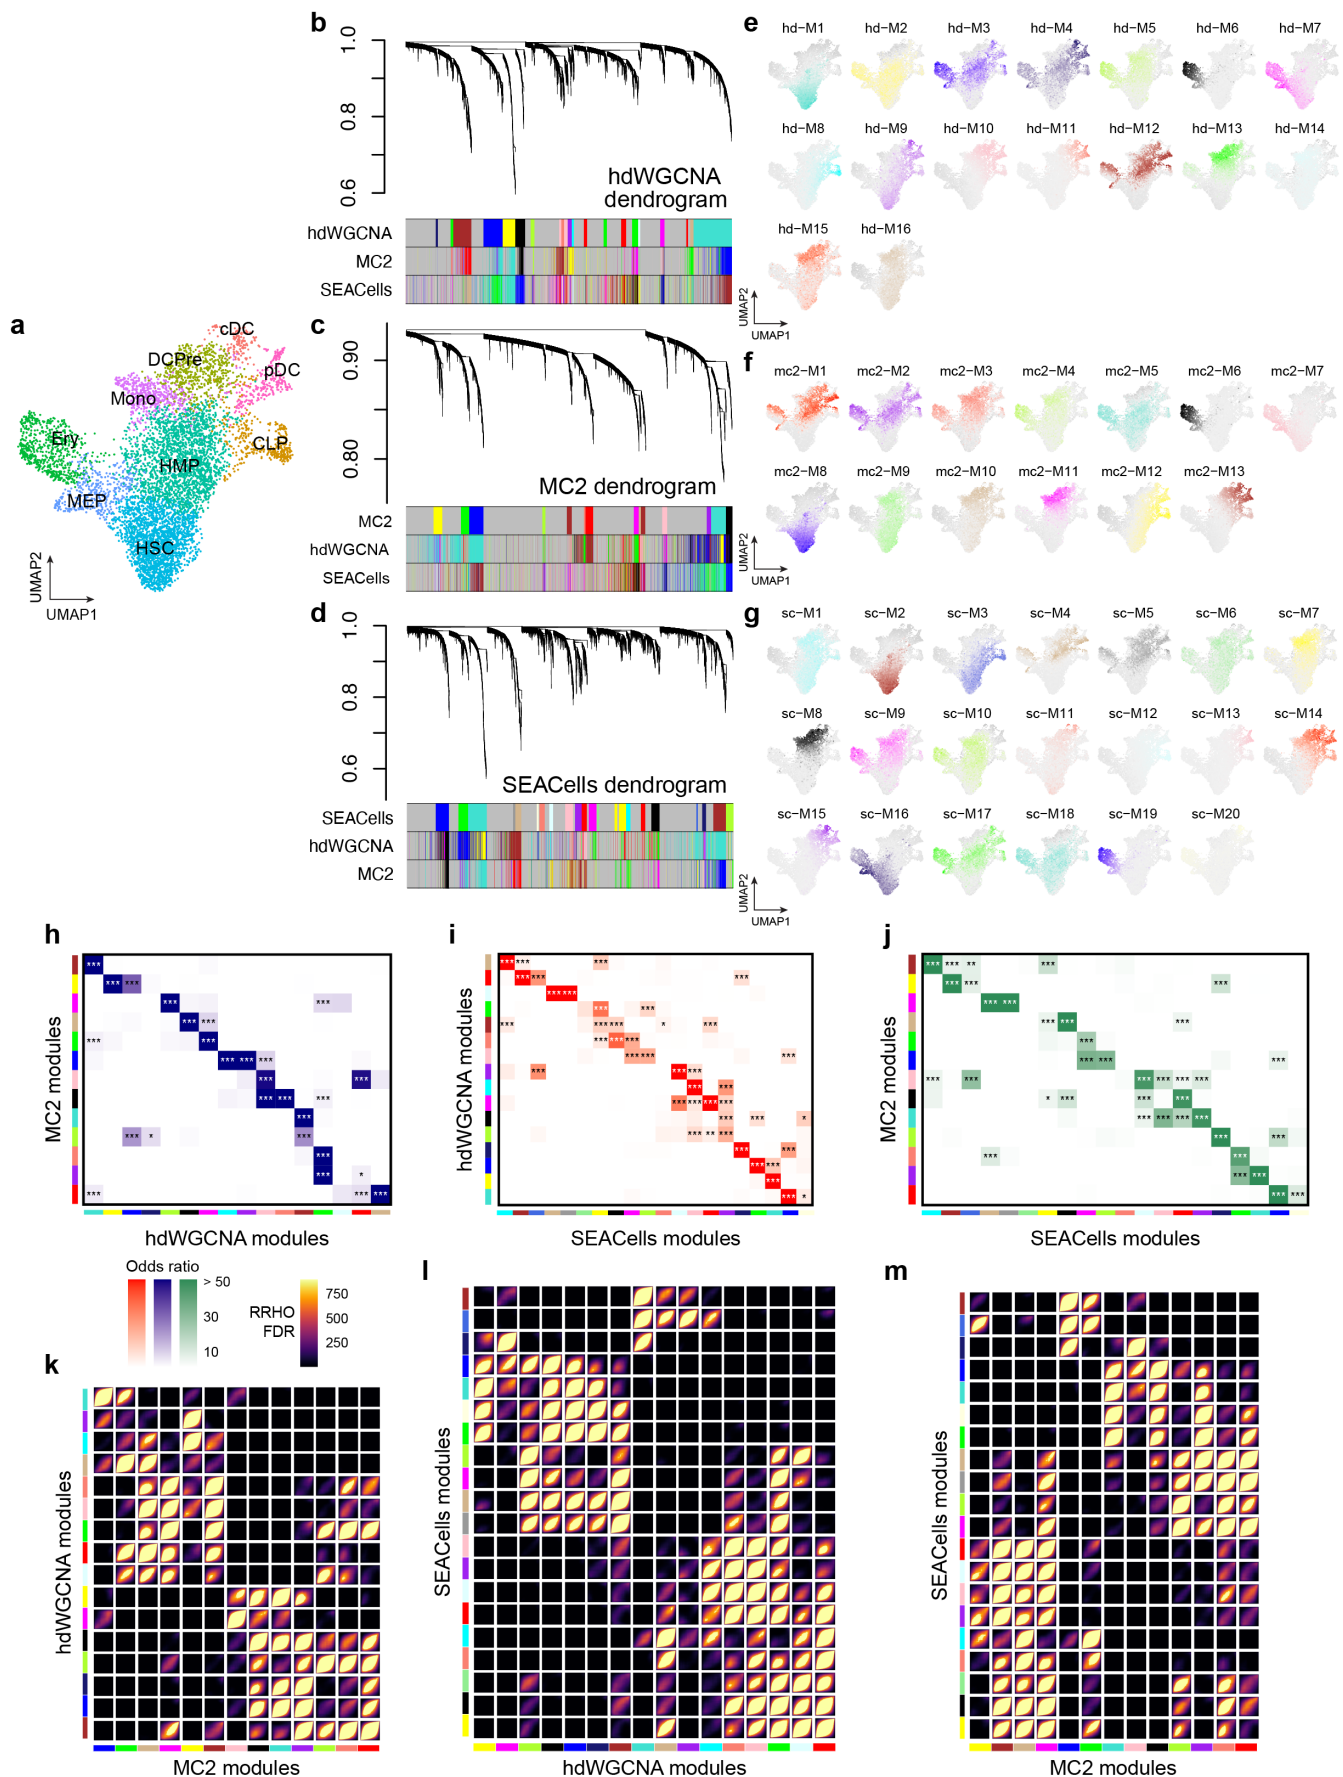 a
cDC
DCPre
pDC
Mono
Ery
CLP
HMP
MEP
HSC
UMAP2
UMAP1
b
1.0
0.8
0.6
hdWGCNA
dendrogram
hdWGCNA
MC2
SEACells
c
0.90
0.80
MC2 dendrogram
MC2
hdWGCNA
SEACells
d
1.0
0.8
0.6
SEACells dendrogram
SEACells
hdWGCNA
MC2
e
hd−M1 hd−M2 hd−M3 hd−M4 hd−M5 hd−M6 hd−M7
hd−M8 hd−M9 hd−M10 hd−M11 hd−M12 hd−M13 hd−M14
hd−M15 hd−M16
UMAP2
UMAP1
f
mc2−M1 mc2−M2 mc2−M3 mc2−M4 mc2−M5 mc2−M6 mc2−M7
mc2−M8 mc2−M9 mc2−M10 mc2−M11 mc2−M12 mc2−M13
UMAP2
UMAP1
g
sc−M1 sc−M2 sc−M3 sc−M4 sc−M5 sc−M6 sc−M7
sc−M8 sc−M9 sc−M10 sc−M11 sc−M12 sc−M13 sc−M14
sc−M15 sc−M16 sc−M17 sc−M18 sc−M19 sc−M20
UMAP2
UMAP1
h
MC2 modules
hdWGCNA modules
i
hdWGCNA modules
SEACells modules
j
MC2 modules
SEACells modules
Odds ratio
> 50
30
10
RRHO
FDR
750
500
250
k
hdWGCNA modules
MC2 modules
l
SEACells modules
hdWGCNA modules
m
SEACells modules
MC2 modules